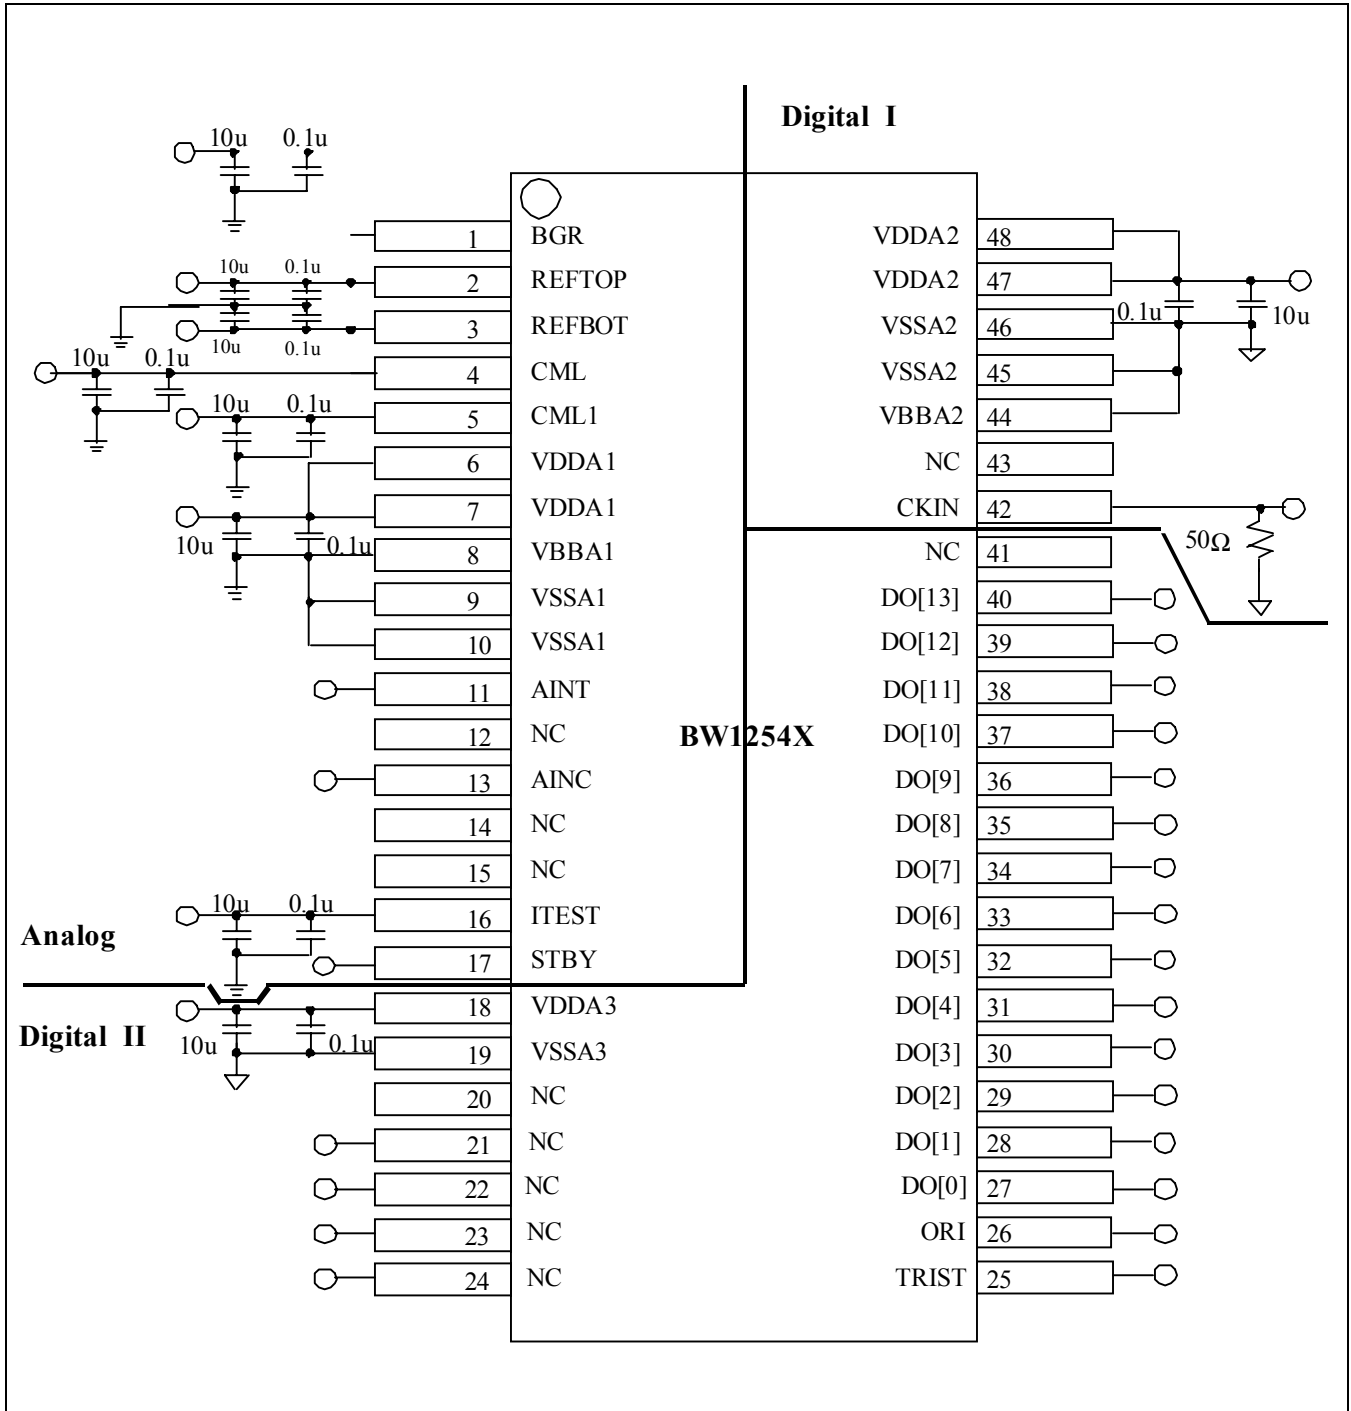 Digital I
10u 0.1u
1 BGR
10u 0.1u
2 REFTOP
3 REFBOT
10u 0.1u
10u 0.1u
4 CML
10u 0.1u
5 CML1
6 VDDA1
7 VDDA1
10u 0.1u
8 VBBA1
9 VSSA1
10 VSSA1
11 AINT
12 NC
13 AINC
14 NC
15 NC
10u 0.1u
16 ITEST
17 STBY
Analog
Digital II
18 VDDA3
10u 0.1u
19 VSSA3
20 NC
21 NC
22 NC
23 NC
24 NC
BW1254X
VDDA2 48
VDDA2 47
0.1u 10u
VSSA2 46
VSSA2 45
VBBA2 44
NC 43
CKIN 42
50Ω
NC 41
DO[13] 40
DO[12] 39
DO[11] 38
DO[10] 37
DO[9] 36
DO[8] 35
DO[7] 34
DO[6] 33
DO[5] 32
DO[4] 31
DO[3] 30
DO[2] 29
DO[1] 28
DO[0] 27
ORI 26
TRIST 25